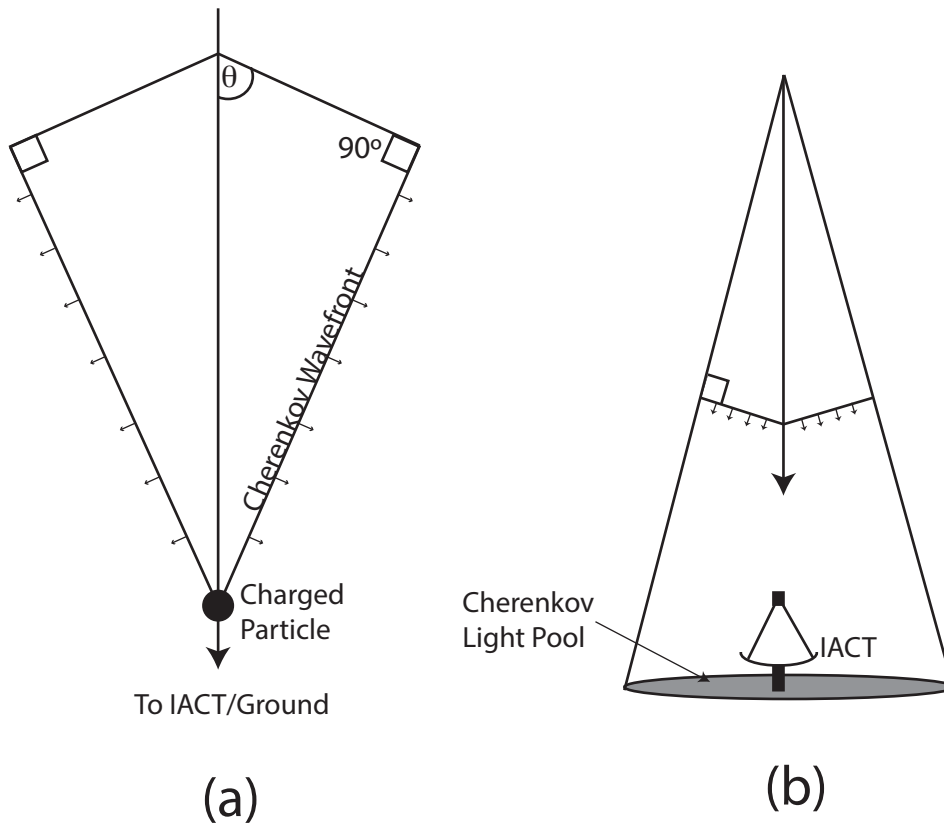 θ
90º
Cherenkov Wavefront
Charged
Particle
To IACT/Ground
(a)
Cherenkov
Light Pool
IACT
(b)